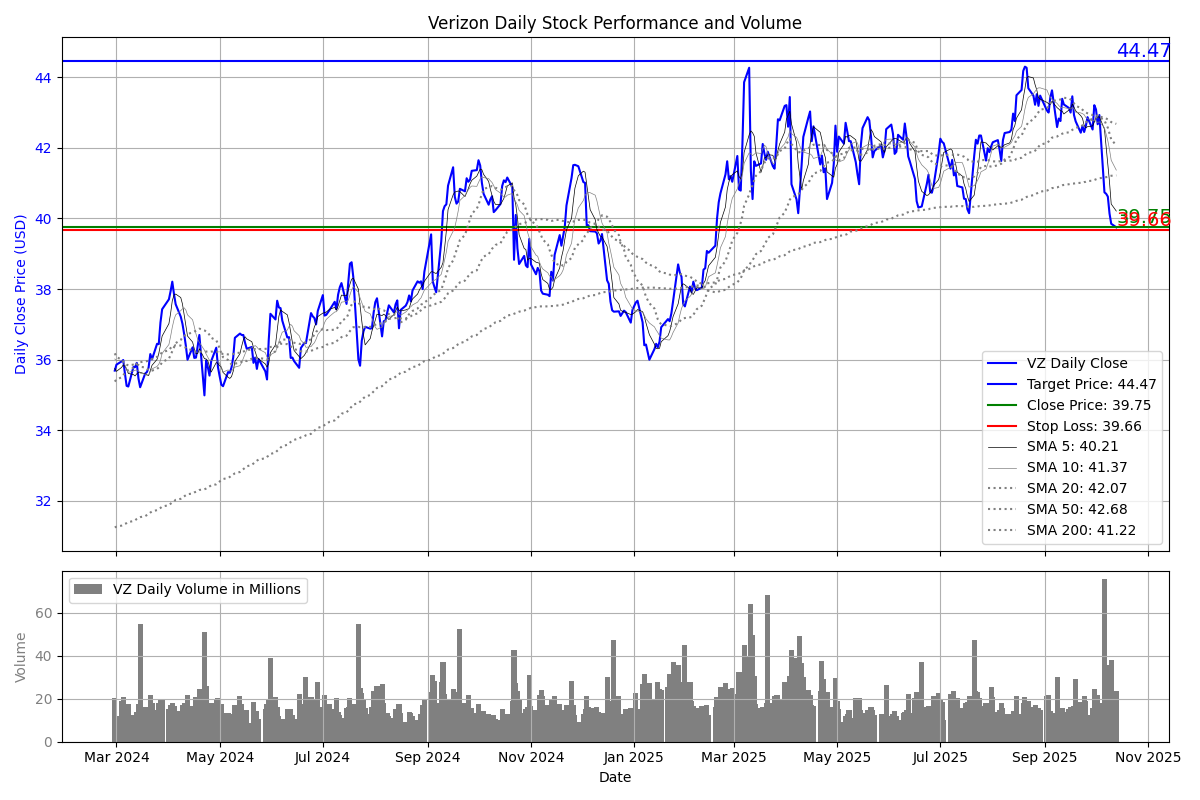 Verizon Daily Stock Performance and Volume
44.47
44
42
40
38
36
34
32
Daily Close Price (USD)
39.75
39.66
VZ Daily Close
Target Price: 44.47
Close Price: 39.75
Stop Loss: 39.66
SMA 5: 40.21
SMA 10: 41.37
SMA 20: 42.07
SMA 50: 42.68
SMA 200: 41.22
VZ Daily Volume in Millions
60
40
20
0
Volume
Mar 2024 May 2024 Jul 2024 Sep 2024 Nov 2024 Jan 2025 Mar 2025 May 2025 Jul 2025 Sep 2025 Nov 2025
Date